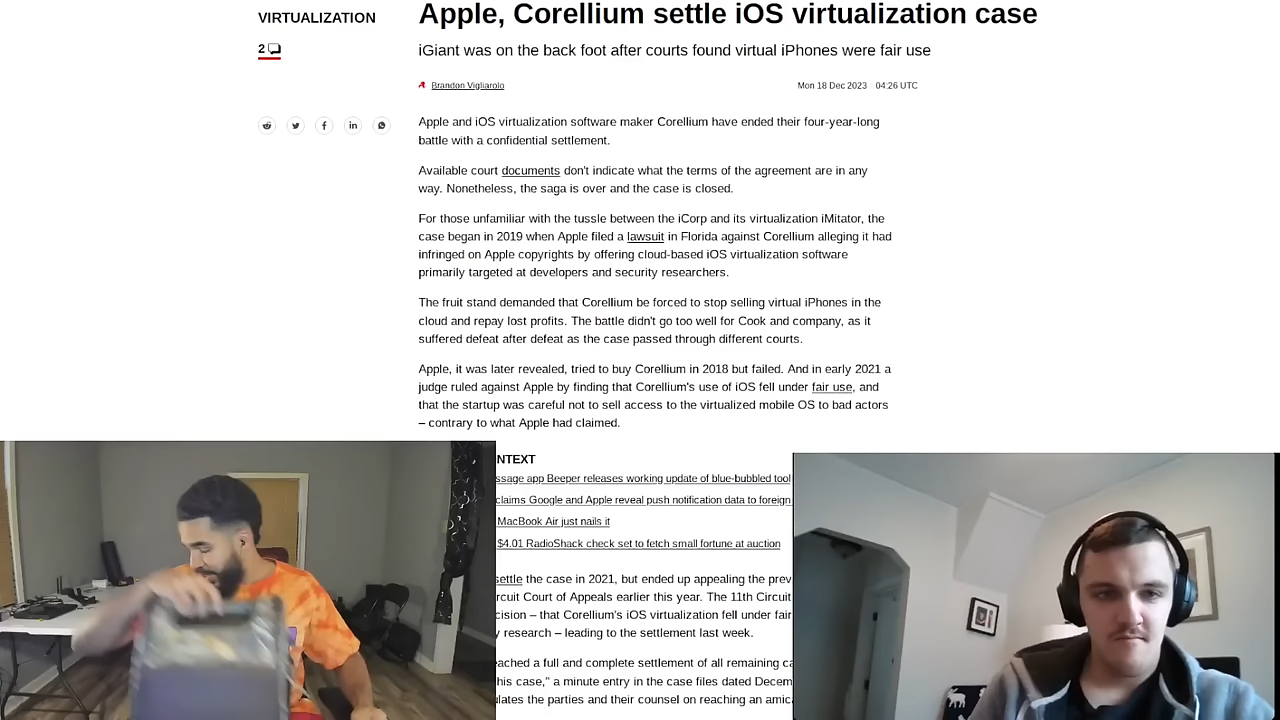 VIRTUALIZATION
2
Apple, Corellium settle iOS virtualization case
iGiant was on the back foot after courts found virtual iPhones were fair use
Brandon Vigliarolo
Mon 18 Dec 2023 04:26 UTC
Apple and iOS virtualization software maker Corellium have ended their four-year-long
battle with a confidential settlement.
Available court documents don't indicate what the terms of the agreement are in any
way. Nonetheless, the saga is over and the case is closed.
For those unfamiliar with the tussle between the iCorp and its virtualization iMitator, the
case began in 2019 when Apple filed a lawsuit in Florida against Corellium alleging it had
infringed on Apple copyrights by offering cloud-based iOS virtualization software
primarily targeted at developers and security researchers.
The fruit stand demanded that Corellium be forced to stop selling virtual iPhones in the
cloud and repay lost profits. The battle didn't go too well for Cook and company, as it
suffered defeat after defeat as the case passed through different courts.
Apple, it was later revealed, tried to buy Corellium in 2018 but failed. And in early 2021 a
judge ruled against Apple by finding that Corellium's use of iOS fell under fair use, and
that the startup was careful not to sell access to the virtualized mobile OS to bad actors
– contrary to what Apple had claimed.
NTEXT
ssage app Beeper releases working update of blue-bubbled tool
claims Google and Apple reveal push notification data to foreign
MacBook Air just nails it
$4.01 RadioShack check set to fetch small fortune at auction
settle the case in 2021, but ended up appealing the prev
rcuit Court of Appeals earlier this year. The 11th Circuit
cision – that Corellium's iOS virtualization fell under fair
y research – leading to the settlement last week.
eached a full and complete settlement of all remaining ca
his case," a minute entry in the case files dated Decem
ulates the parties and their counsel on reaching an amica